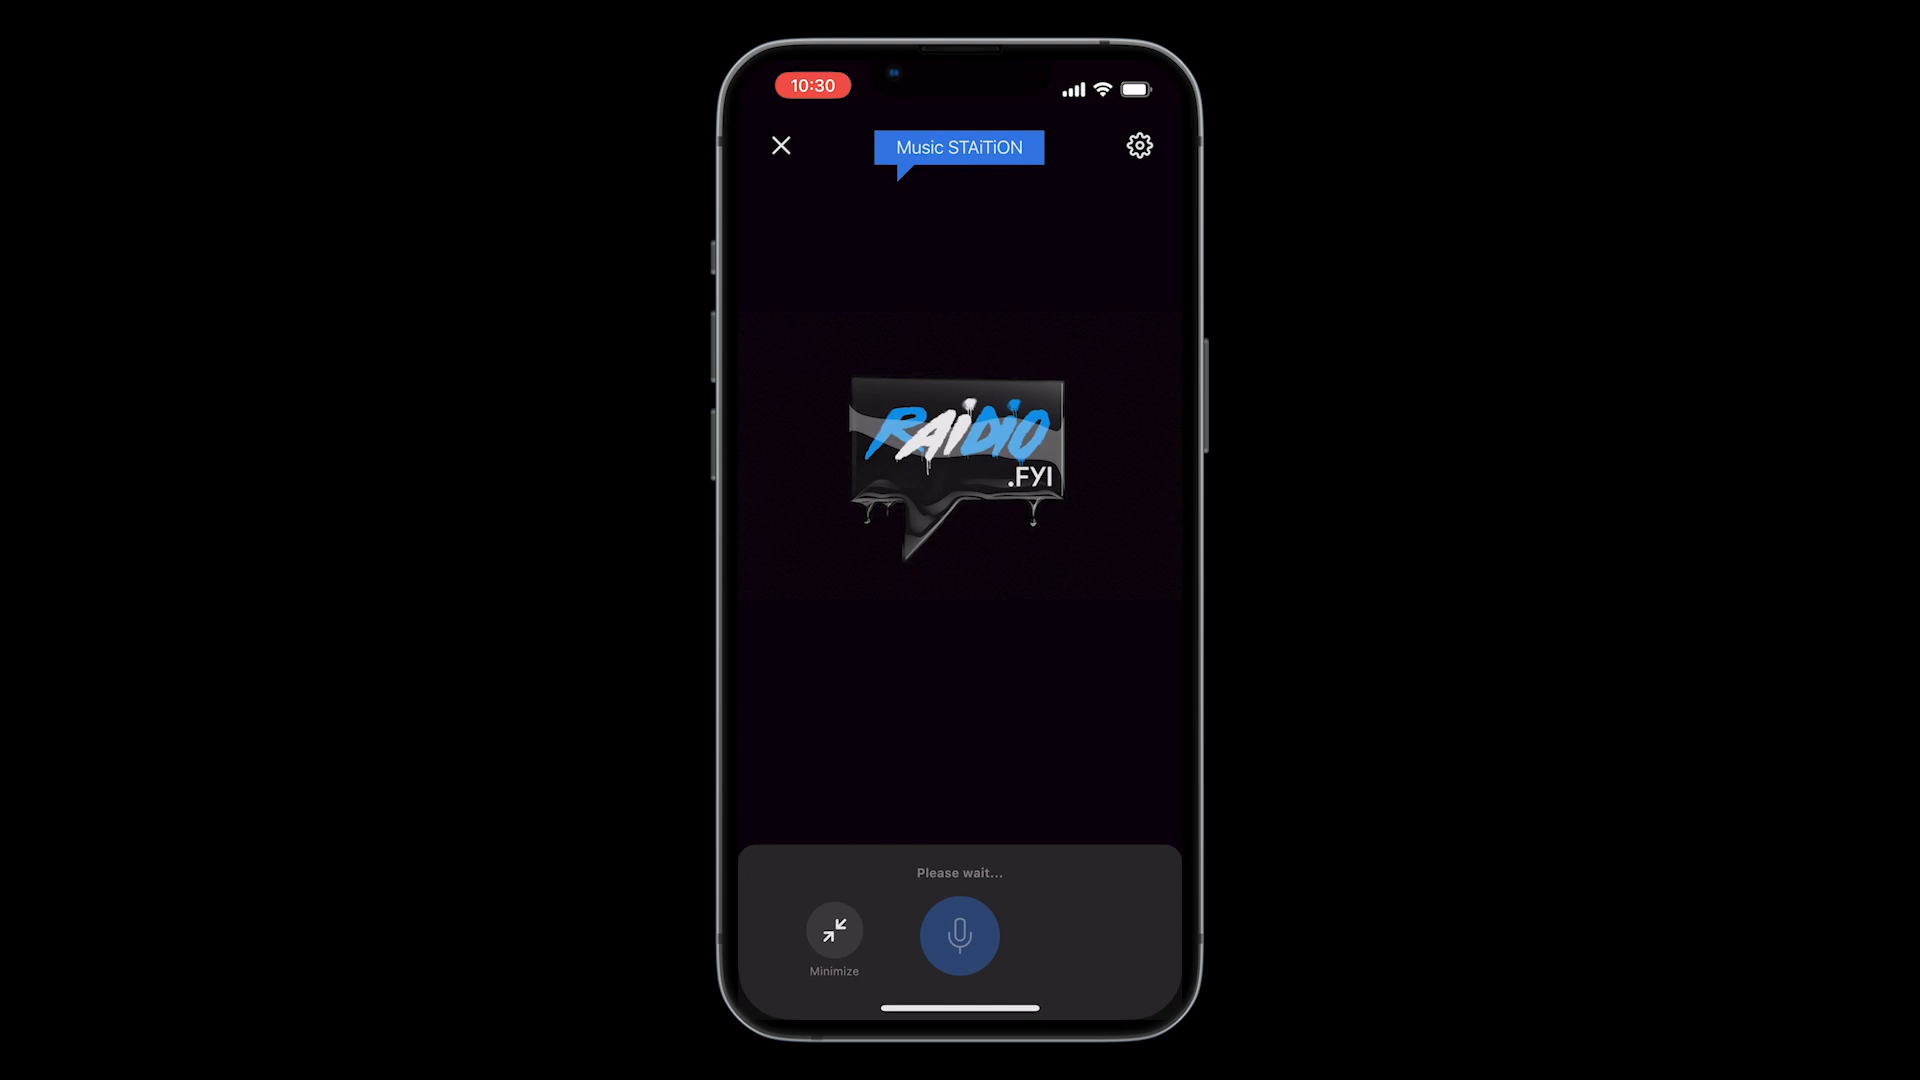 10:30
Music STAiTiON
RAiDiO
.FYI
Please wait...
Minimize